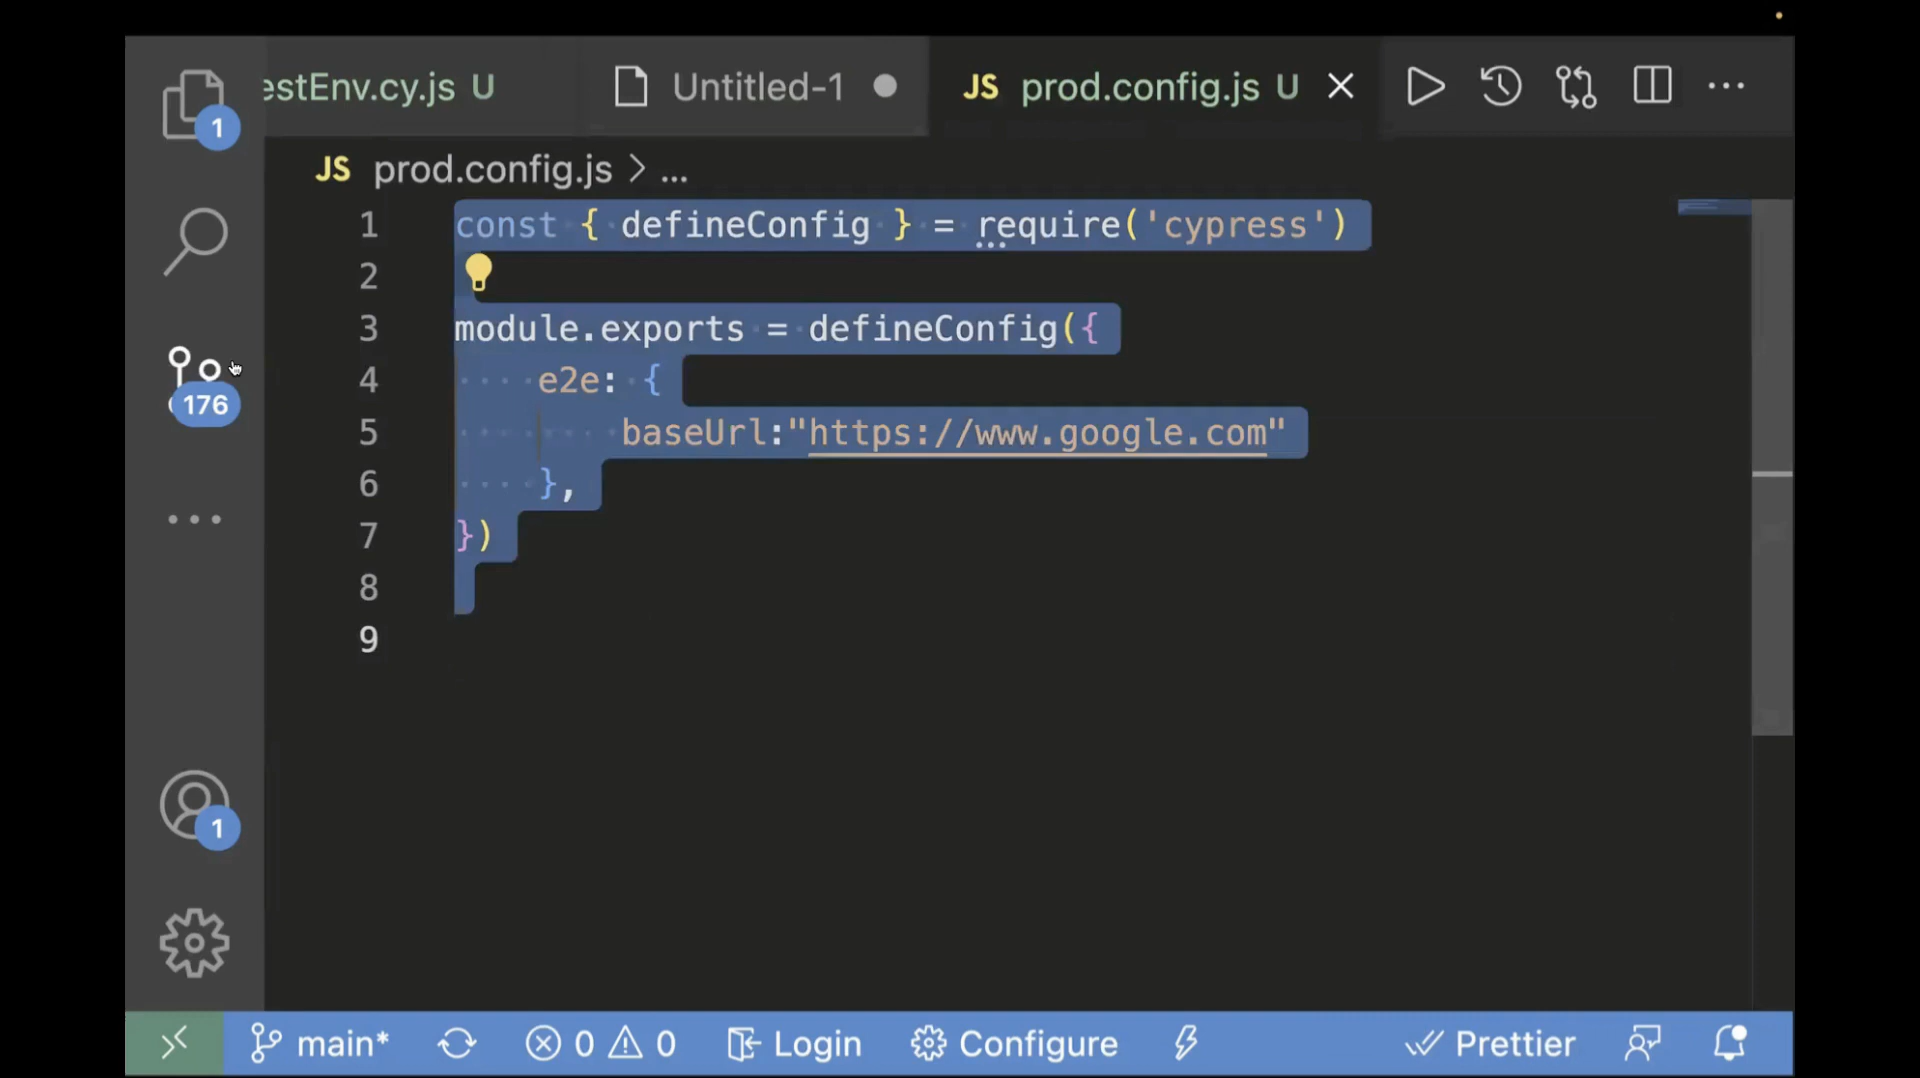 estEnv.cy.js U
Untitled-1
JS prod.config.js U
1
JS prod.config.js > ...
1 const { defineConfig } = require('cypress')
2
3 module.exports = defineConfig({
4 e2e: {
176
5 baseUrl:"https://www.google.com"
6 },
7 })
8
9
1
main* 0 0 Login Configure Prettier